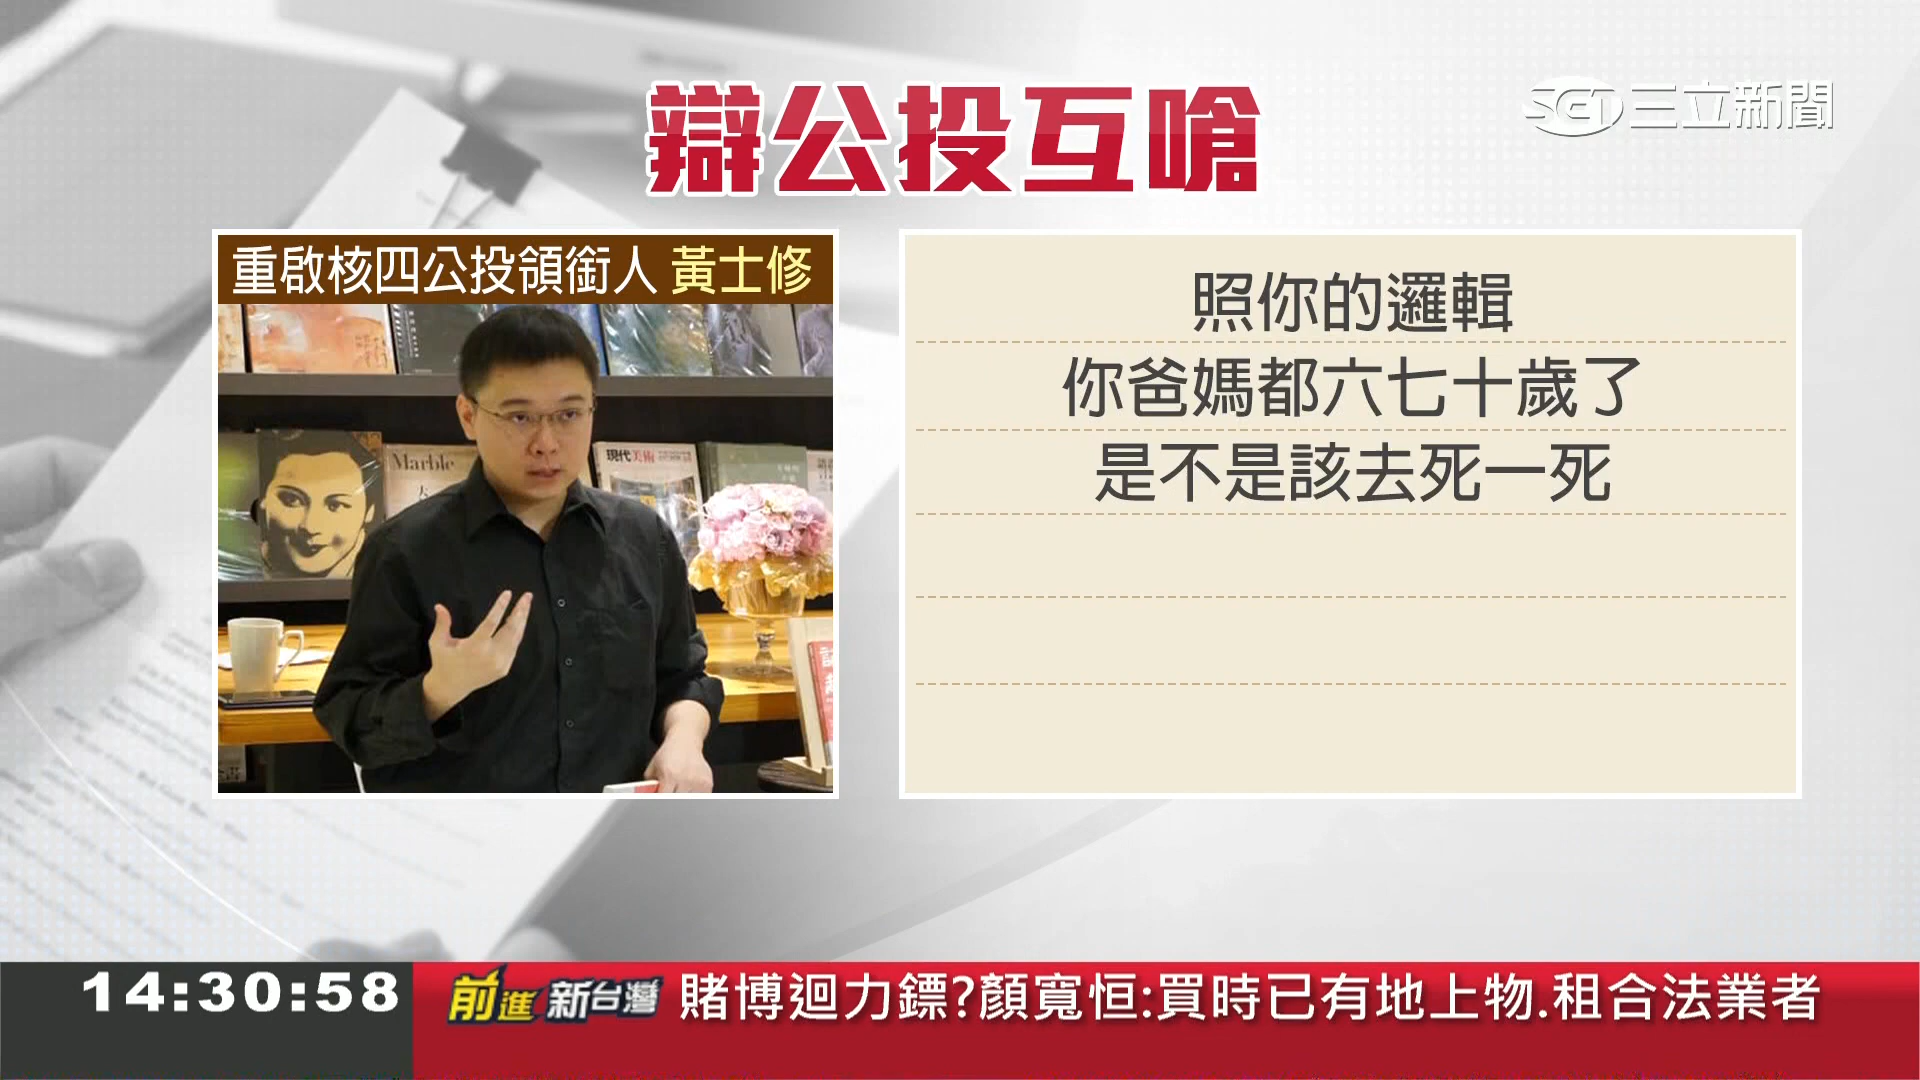 辯公投互嗆
SET三立新聞
重啟核四公投領銜人 黃士修
照你的邏輯
你爸媽都六七十歲了
是不是該去死一死
Marble
現代美術
14:30:58
前進新台灣 賭博迴力鏢?顏寬恒:買時已有地上物.租合法業者